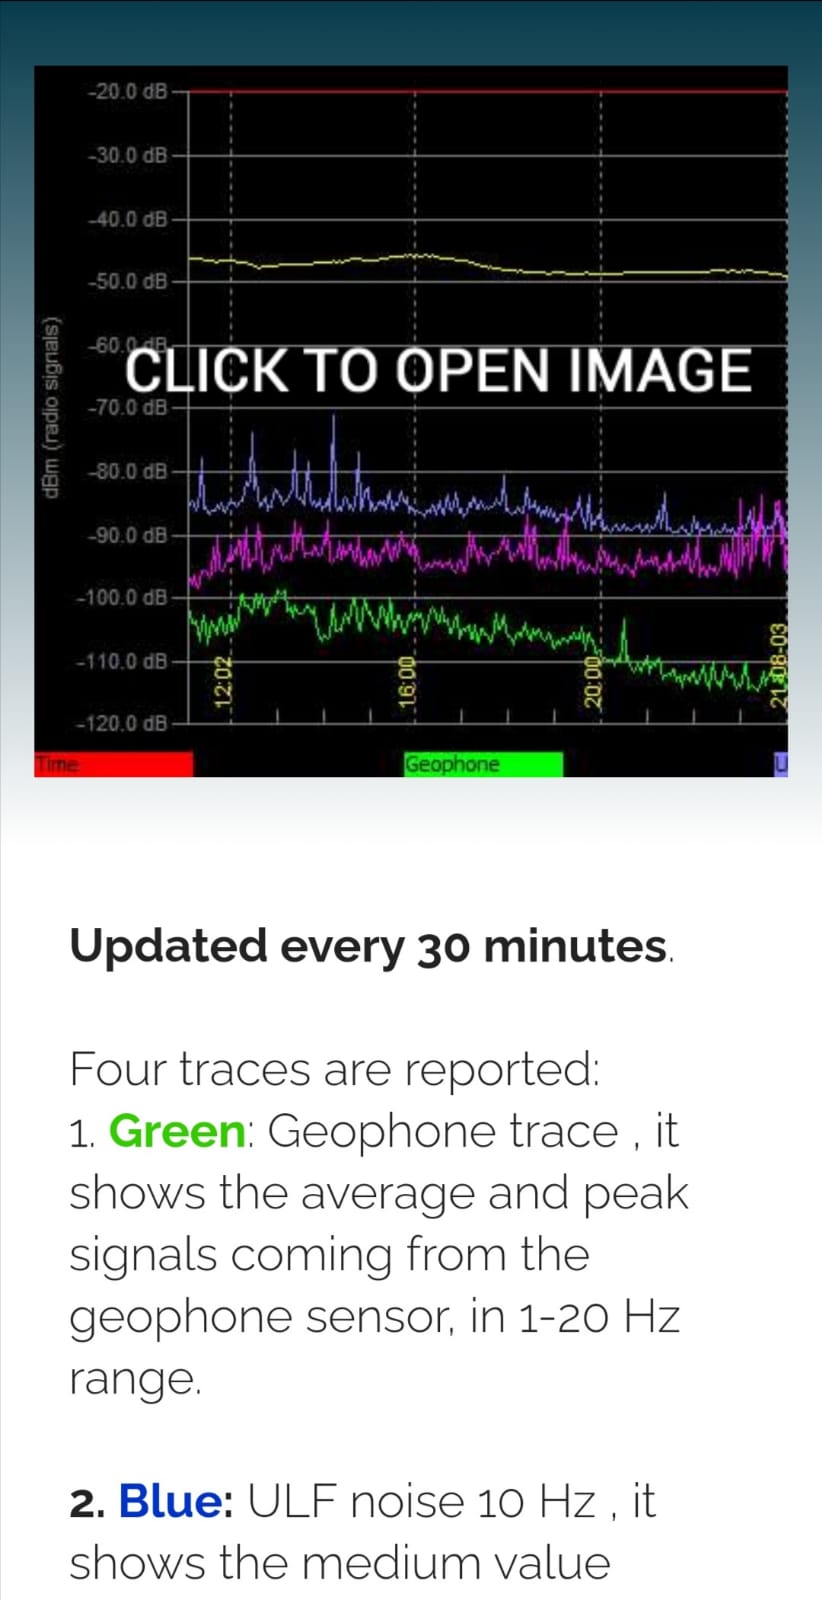 -20.0 dB
-30.0 dB
-40.0 dB
-50.0 dB
-60.0 dB
CLICK TO OPEN IMAGE
-70.0 dB
-80.0 dB
-90.0 dB
-100.0 dB
-110.0 dB
-120.0 dB
dBm (radio signals)
12:02
16:00
20:00
21-08-03
Time
Geophone
U
Updated every 30 minutes.
Four traces are reported:
1. Green: Geophone trace , it
shows the average and peak
signals coming from the
geophone sensor, in 1-20 Hz
range.
2. Blue: ULF noise 10 Hz , it
shows the medium value